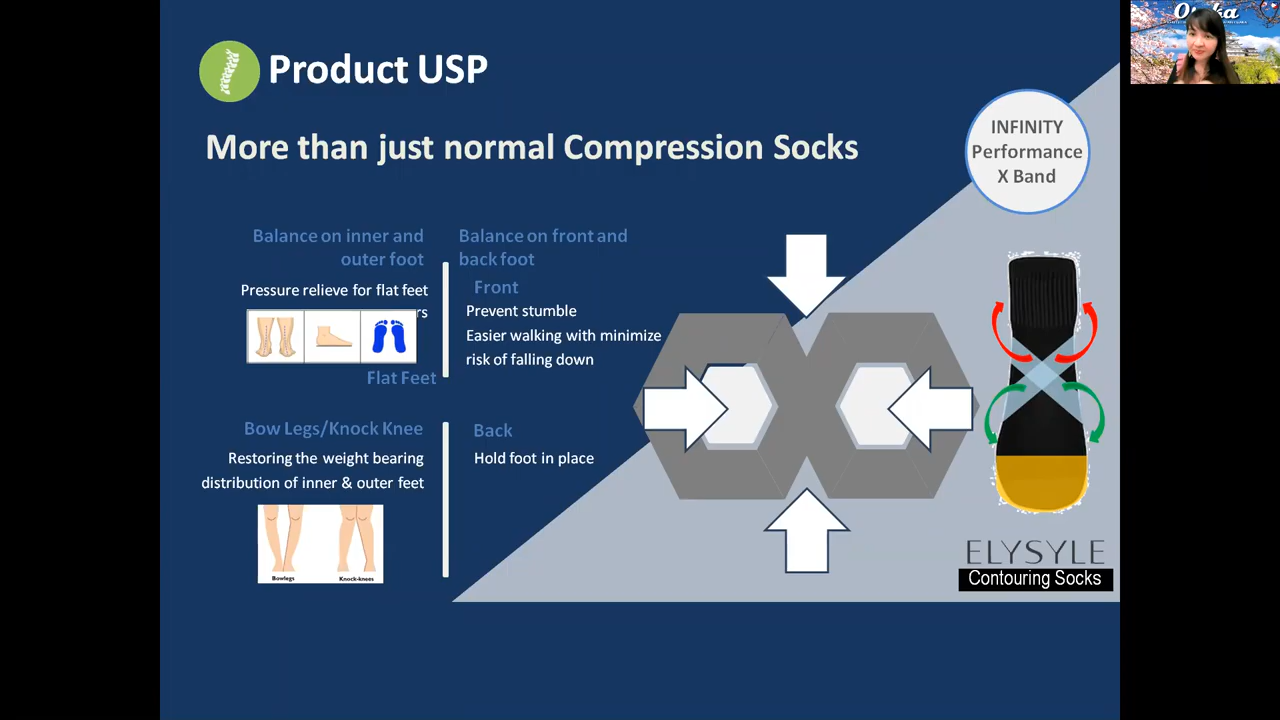 Product USP
More than just normal Compression Socks
INFINITY
Performance
X Band
Balance on inner and
outer foot
Pressure relieve for flat feet
rs
Flat Feet
Balance on front and
back foot
Front
Prevent stumble
Easier walking with minimize
risk of falling down
Bow Legs/Knock Knee
Restoring the weight bearing
distribution of inner & outer feet
Bowlegs
Knock-knees
Back
Hold foot in place
ELYSYLE
Contouring Socks